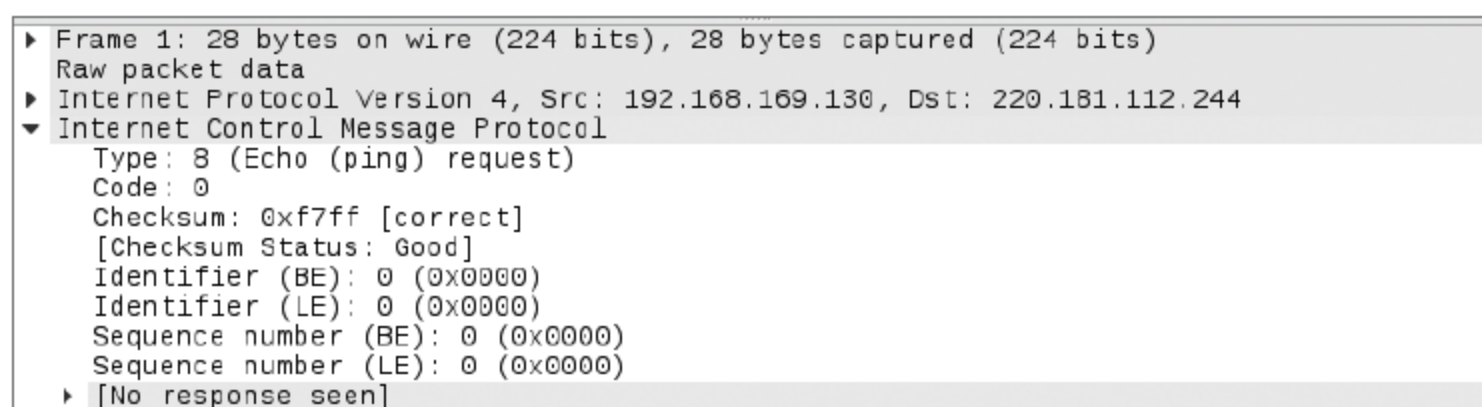 Frame 1: 28 bytes on wire (224 bits), 28 bytes captured (224 bits)
Raw packet data
Internet Protocol Version 4, Src: 192.168.169.130, Dst: 220.181.112.244
Internet Control Message Protocol
Type: 8 (Echo (ping) request)
Code: 0
Checksum: 0xf7ff [correct]
[Checksum Status: Good]
Identifier (BE): 0 (0x0000)
Identifier (LE): 0 (0x0000)
Sequence number (BE): 0 (0x0000)
Sequence number (LE): 0 (0x0000)
[No response seen]